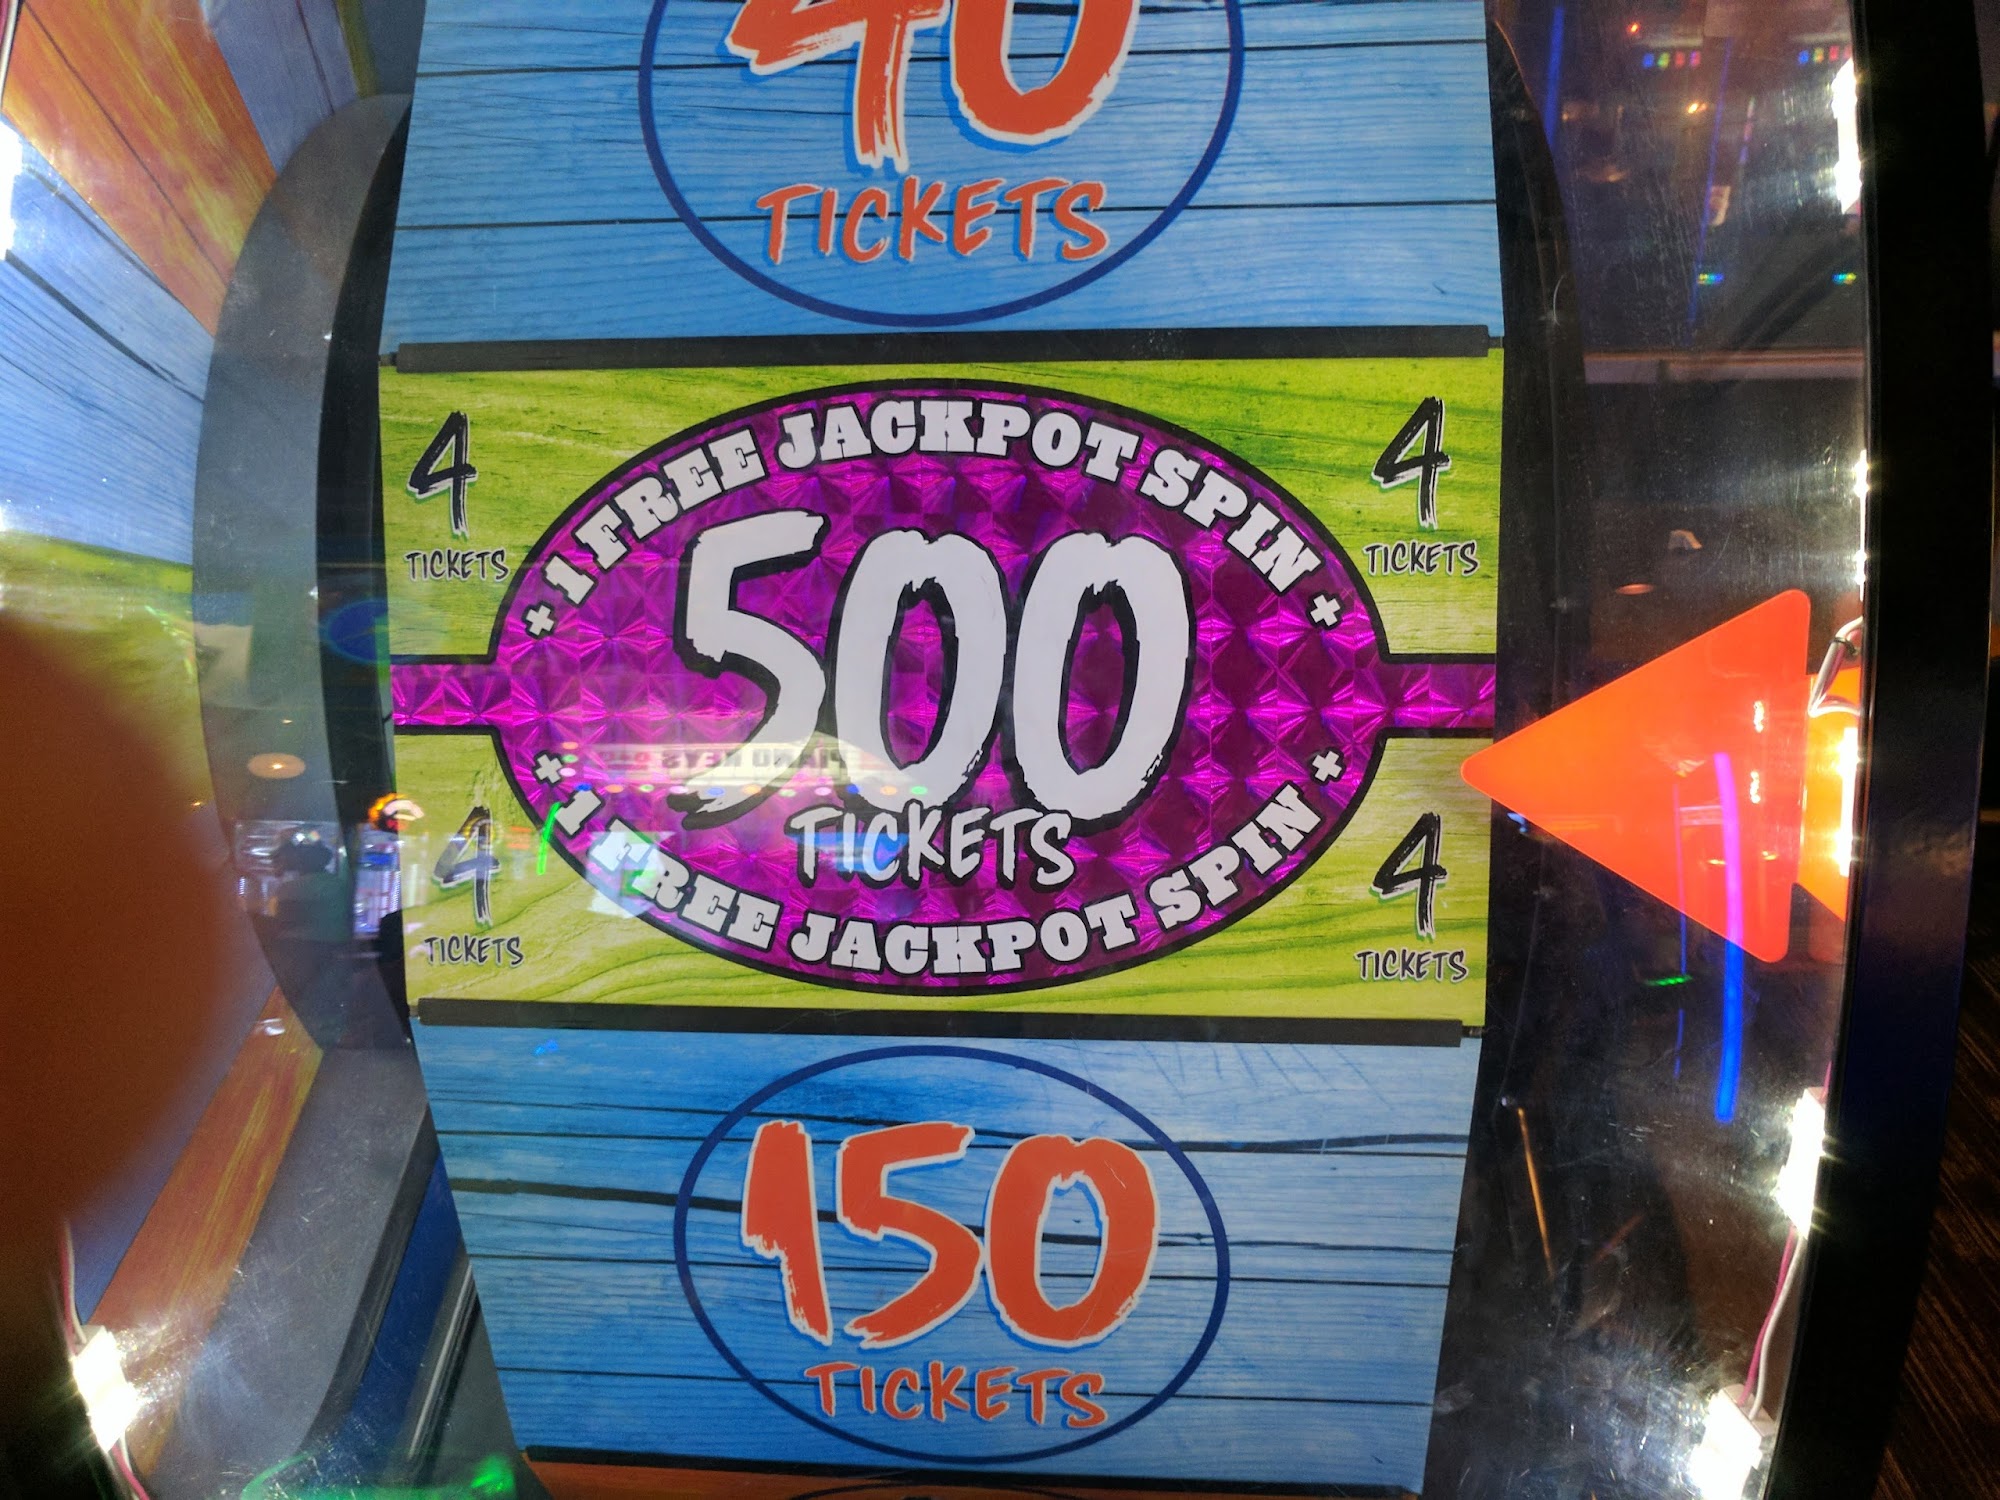 40
TICKETS
4
TICKETS
4
TICKETS
+ 1 FREE JACKPOT SPIN +
500
TICKETS
+ 1 FREE JACKPOT SPIN +
4
TICKETS
4
TICKETS
150
TICKETS